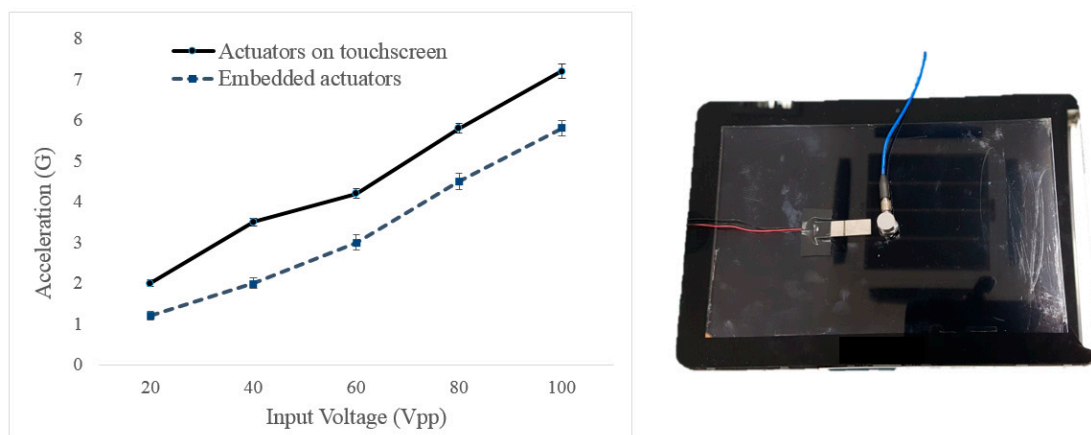 8
7
6
5
4
3
2
1
0
Acceleration (G)
Actuators on touchscreen
Embedded actuators
20 40 60 80 100
Input Voltage (Vpp)